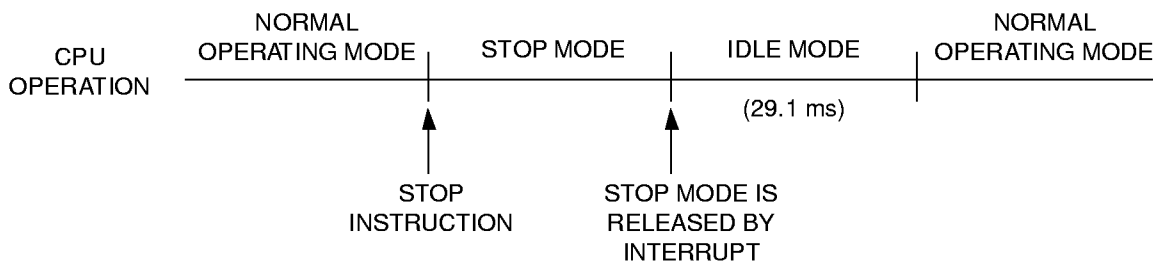 NORMAL
OPERATING MODE
STOP MODE
IDLE MODE
NORMAL
OPERATING MODE
CPU
OPERATION
(29.1 ms)
STOP
INSTRUCTION
STOP MODE IS
RELEASED BY
INTERRUPT